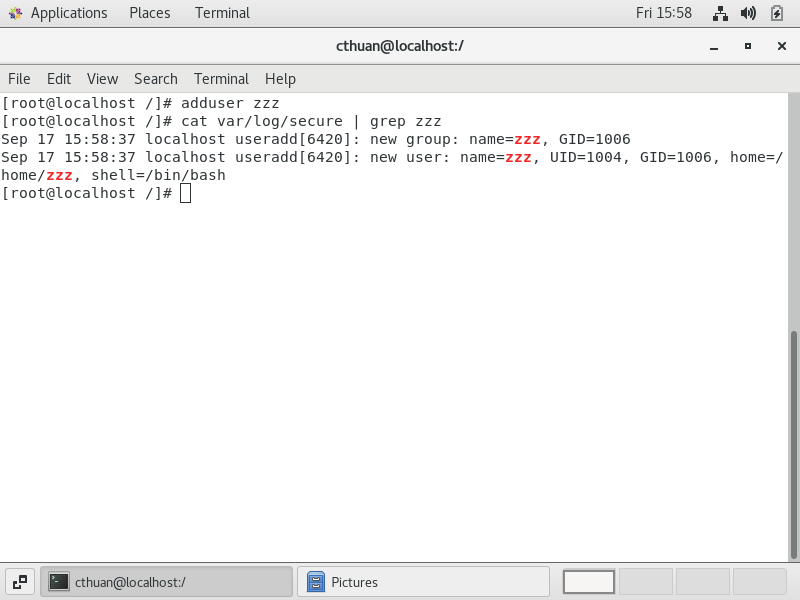 Applications Places Terminal Fri 15:58
cthuan@localhost:/
File Edit View Search Terminal Help
[root@localhost /]# adduser zzz
[root@localhost /]# cat var/log/secure | grep zzz
Sep 17 15:58:37 localhost useradd[6420]: new group: name=zzz, GID=1006
Sep 17 15:58:37 localhost useradd[6420]: new user: name=zzz, UID=1004, GID=1006, home=/
home/zzz, shell=/bin/bash
[root@localhost /]#
cthuan@localhost:/ Pictures